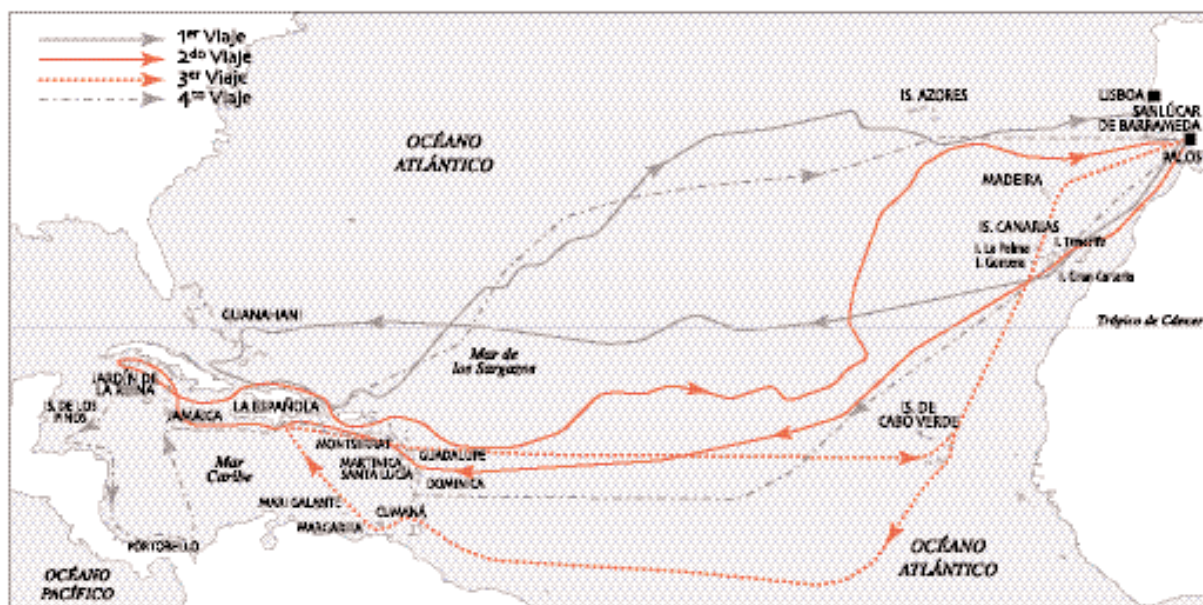 1er Viaje
2do Viaje
3er Viaje
4to Viaje
IS. AZORES
LISBOA
SANLÚCAR
DE BARRAMEDA
PALOS
OCÉANO
ATLÁNTICO
MADEIRA
IS. CANARIAS
I. La Palma
I. Tenerife
I. Gomera
I. Gran Canaria
GUANAHANI
Trópico de Cáncer
Mar de
los Sargazos
JARDÍN DE
LA REINA
IS. DE LOS
PINOS
JAMAICA
LA ESPAÑOLA
IS. DE
CABO VERDE
MONTSERRAT
GUADALUPE
MARTINICA
SANTA LUCÍA
DOMINICA
Mar
Caribe
MARI GALANTE
CUMANÁ
MARGARITA
PORTOBELLO
OCÉANO
PACÍFICO
OCÉANO
ATLÁNTICO